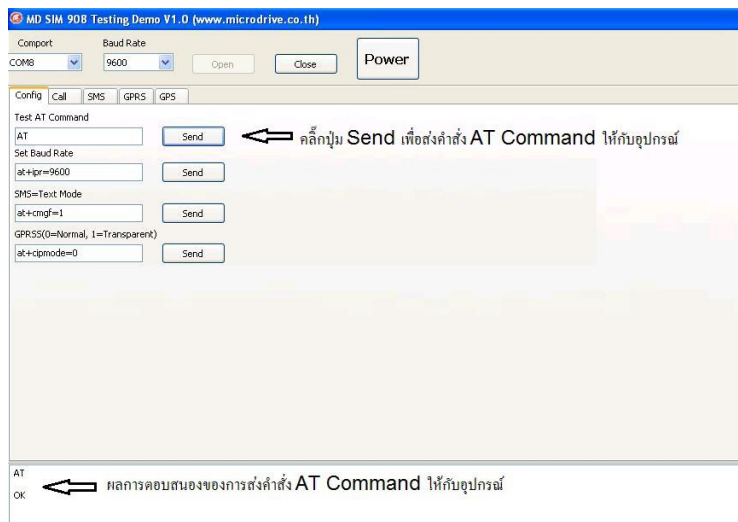 MD SIM 908 Testing Demo V1.0 (www.microdrive.co.th)
Comport Baud Rate
COM8 9600 Open Close Power
Config Call SMS GPRS GPS
Test AT Command
AT Send คลิ๊กปุ่ม Send เพื่อส่งคำสั่ง AT Command ให้กับอุปกรณ์
Set Baud Rate
at+ipr=9600 Send
SMS=Text Mode
at+cmgf=1 Send
GPRSS(0=Normal, 1=Transparent)
at+cipmode=0 Send
AT
ผลการตอบสนองของการส่งคำสั่ง AT Command ให้กับอุปกรณ์
OK